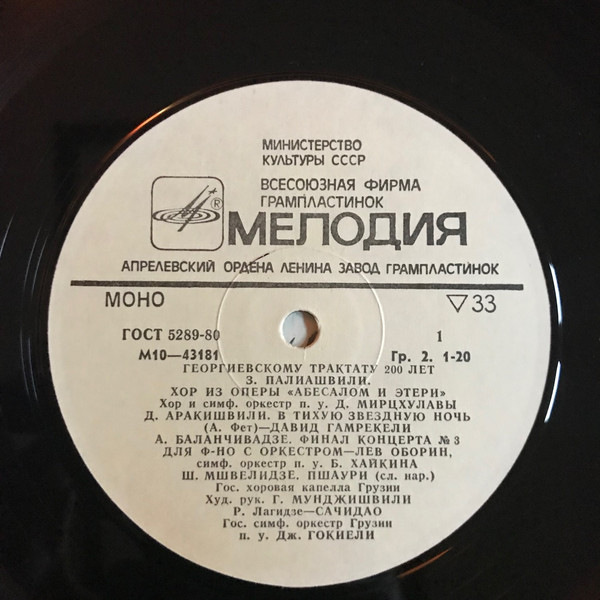 МИНИСТЕРСТВО
КУЛЬТУРЫ СССР
ВСЕСОЮЗНАЯ ФИРМА
ГРАМПЛАСТИНОК
®
МЕЛОДИЯ
АПРЕЛЕВСКИЙ ОРДЕНА ЛЕНИНА ЗАВОД ГРАМПЛАСТИНОК
МОНО ▽33
ГОСТ 5289-80 1
М10—43181 Гр. 2. 1-20
ГЕОРГИЕВСКОМУ ТРАКТАТУ 200 ЛЕТ
З. ПАЛИАШВИЛИ.
ХОР ИЗ ОПЕРЫ «АБЕСАЛОМ И ЭТЕРИ»
Хор и симф. оркестр п. у. Д. МИРЦХУЛАВЫ
Д. АРАКИШВИЛИ. В ТИХУЮ ЗВЕЗДНУЮ НОЧЬ
(А. Фет)—ДАВИД ГАМРЕКЕЛИ
А. БАЛАНЧИВАДЗЕ. ФИНАЛ КОНЦЕРТА №3
ДЛЯ Ф-НО С ОРКЕСТРОМ—ЛЕВ ОБОРИН,
симф. оркестр п. у. Б. ХАЙКИНА
Ш. МШВЕЛИДЗЕ. ПШАУРИ (сл. нар.)
Гос. хоровая капелла Грузии
Худ. рук. Г. МУНДЖИШВИЛИ
Р. Лагидзе—САЧИДАО
Гос. симф. оркестр Грузии
п. у. Дж. ГОКИЕЛИ